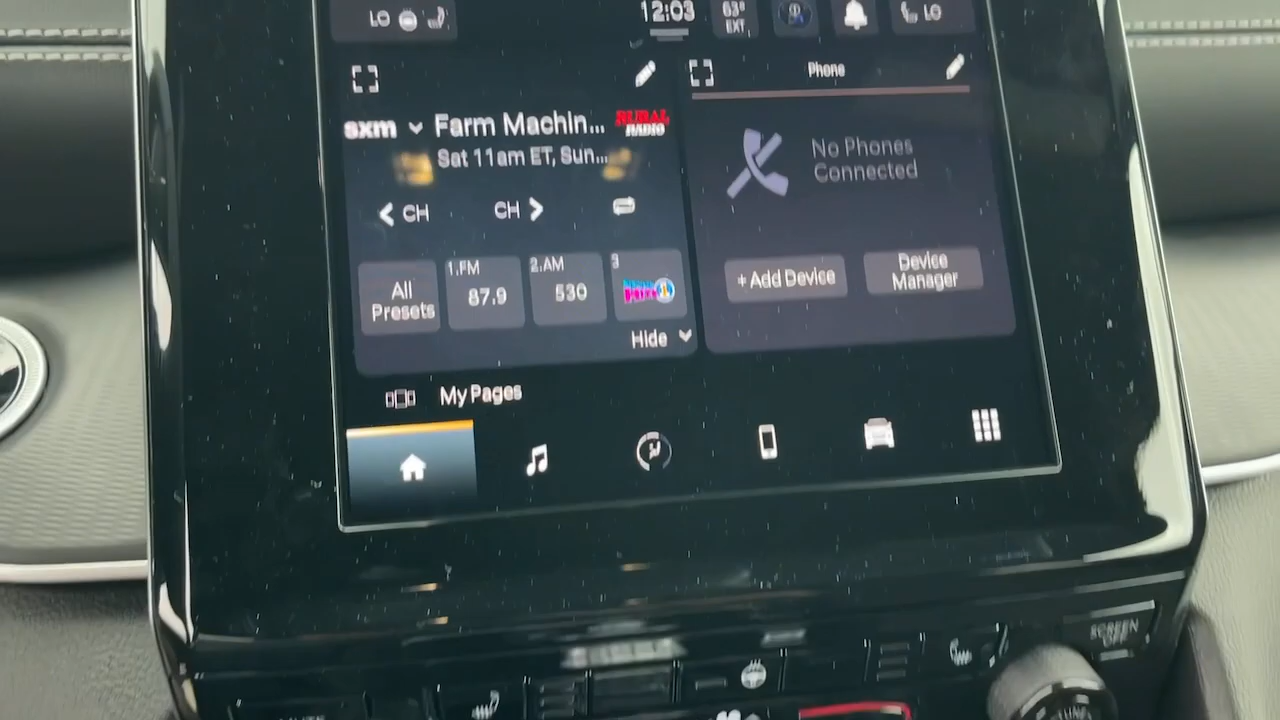 LO
12:03
63°
EXT
LO
Phone
sxm
Farm Machin...
RURAL
RADIO
Sat 11am ET, Sun...
No Phones
Connected
CH
CH
All
Presets
1.FM
87.9
2.AM
530
3
+ Add Device
Device
Manager
Hide
My Pages
SCREEN
OFF